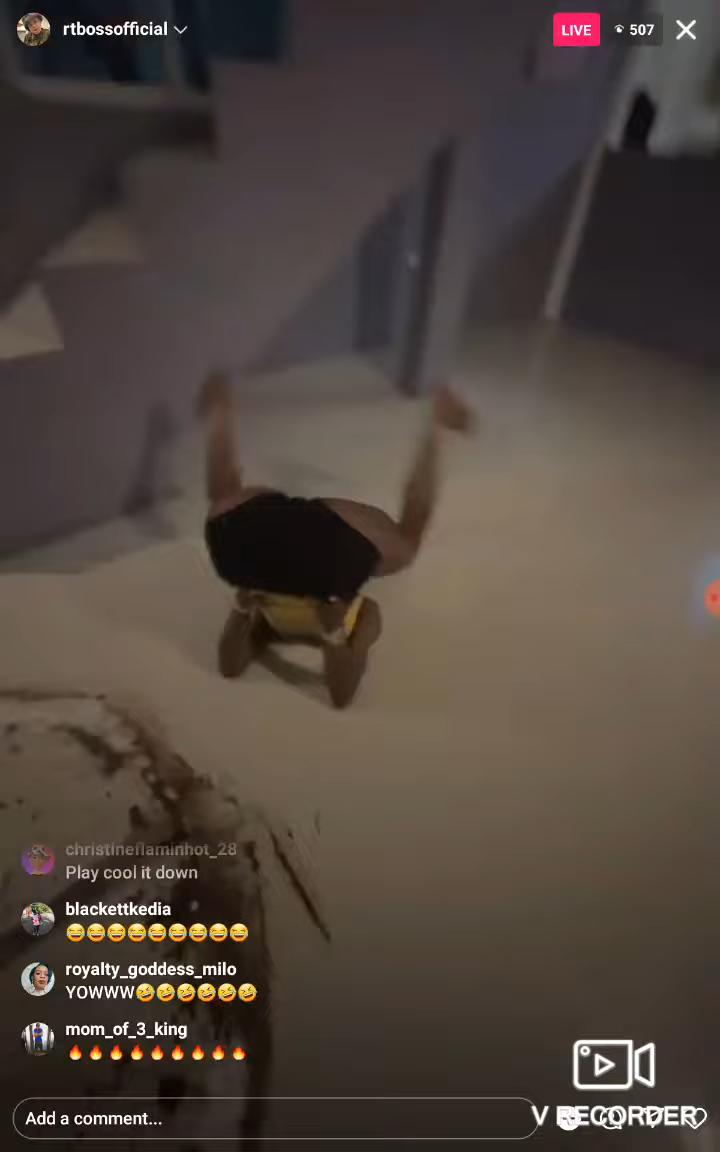 rtbossofficial
LIVE
507
christineflaminhot_28
Play cool it down
blackettkedia
😂😂😂😂😂😂😂😂😂
royalty_goddess_milo
YOWWW🤣🤣🤣🤣🤣🤣
mom_of_3_king
🔥🔥🔥🔥🔥🔥🔥🔥🔥
Add a comment...
V RECORDER